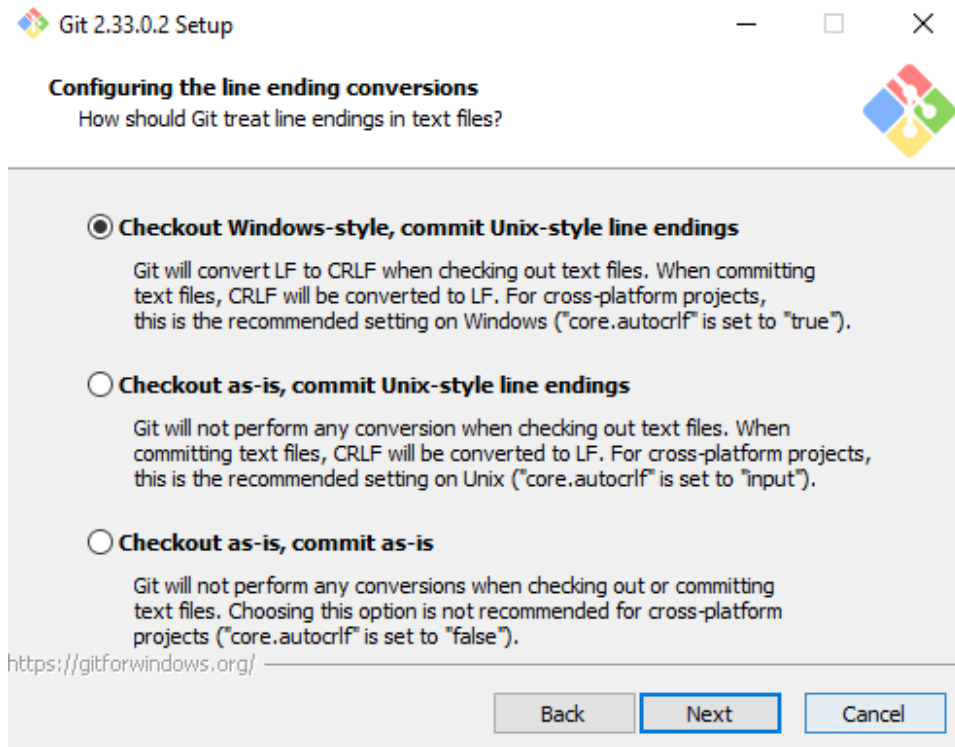 Git 2.33.0.2 Setup
Configuring the line ending conversions
How should Git treat line endings in text files?
Checkout Windows-style, commit Unix-style line endings
Git will convert LF to CRLF when checking out text files. When committing
text files, CRLF will be converted to LF. For cross-platform projects,
this is the recommended setting on Windows ("core.autocrlf" is set to "true").
Checkout as-is, commit Unix-style line endings
Git will not perform any conversion when checking out text files. When
committing text files, CRLF will be converted to LF. For cross-platform projects,
this is the recommended setting on Unix ("core.autocrlf" is set to "input").
Checkout as-is, commit as-is
Git will not perform any conversions when checking out or committing
text files. Choosing this option is not recommended for cross-platform
projects ("core.autocrlf" is set to "false").
https://gitforwindows.org/
Back Next Cancel